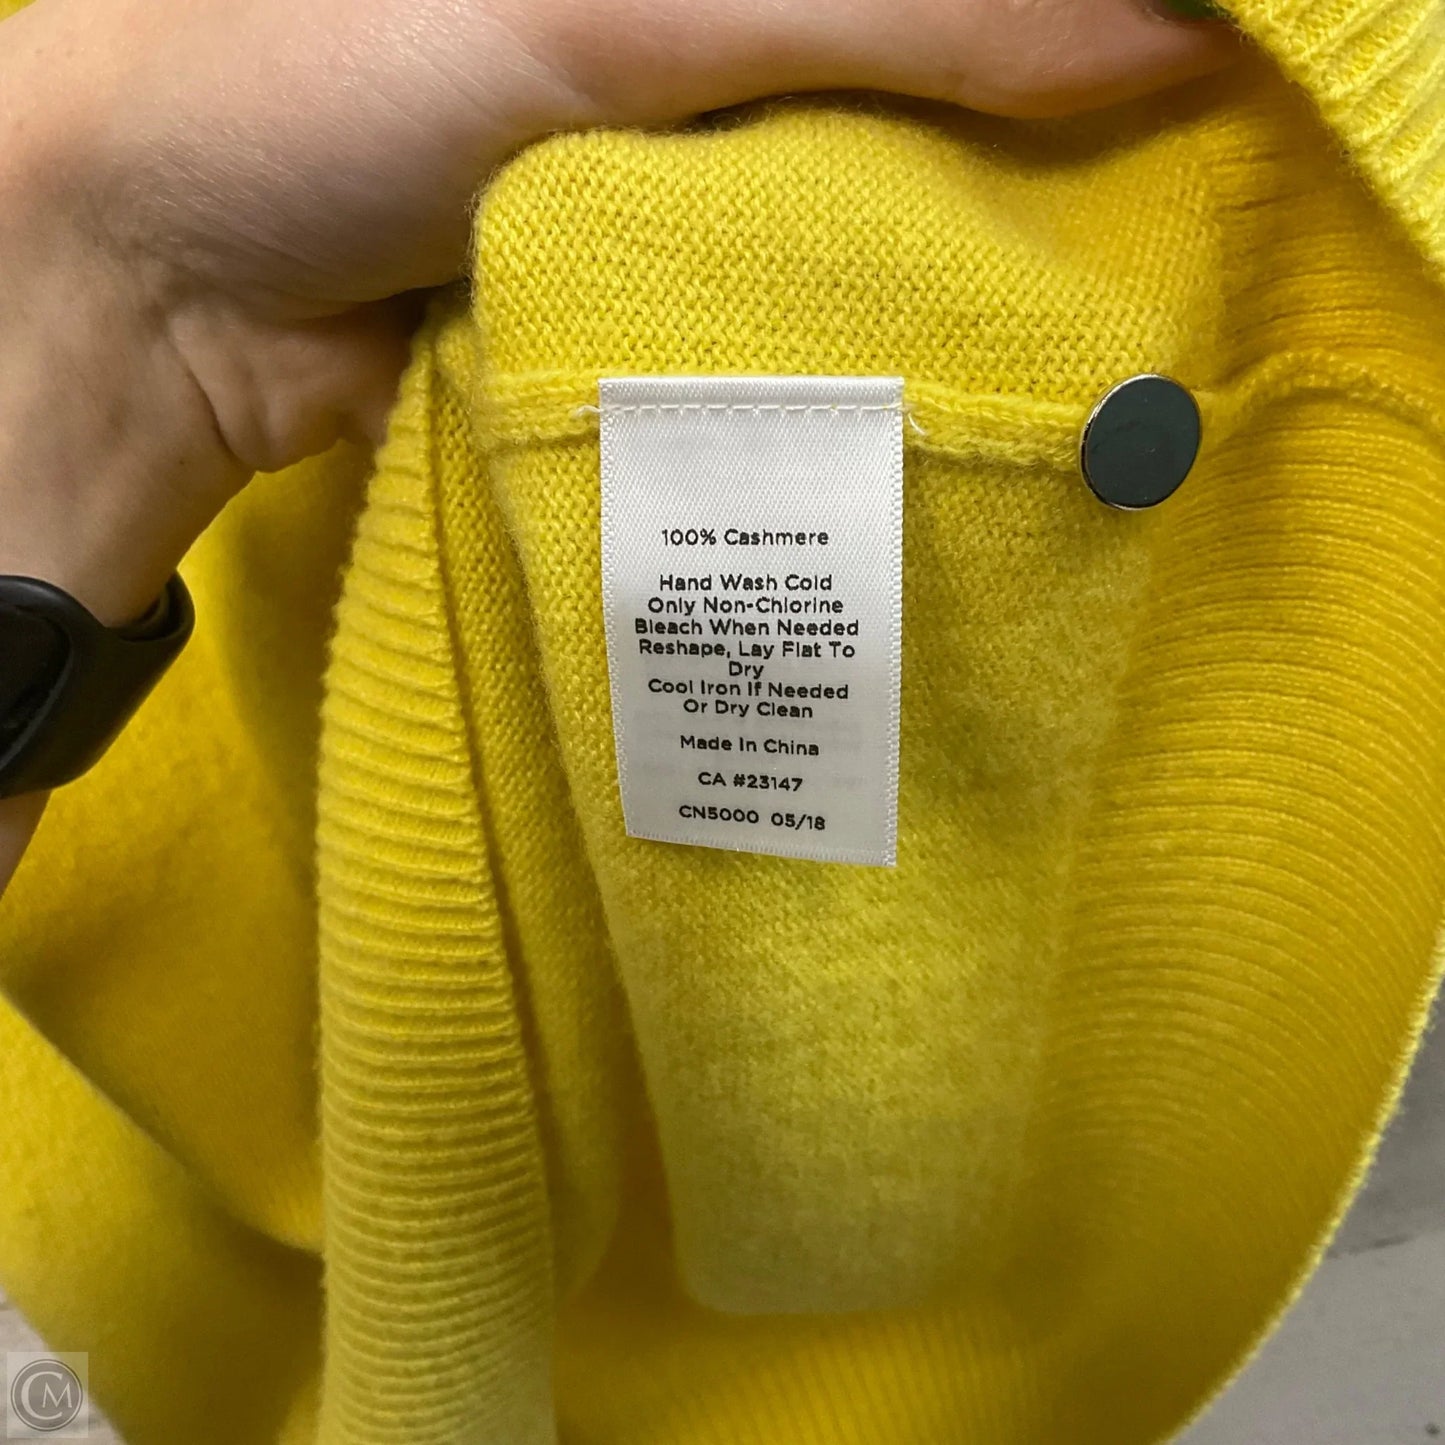 100% Cashmere
Hand Wash Cold
Only Non-Chlorine
Bleach When Needed
Reshape, Lay Flat To
Dry
Cool Iron If Needed
Or Dry Clean
Made In China
CA #23147
CN5000 05/18
CM